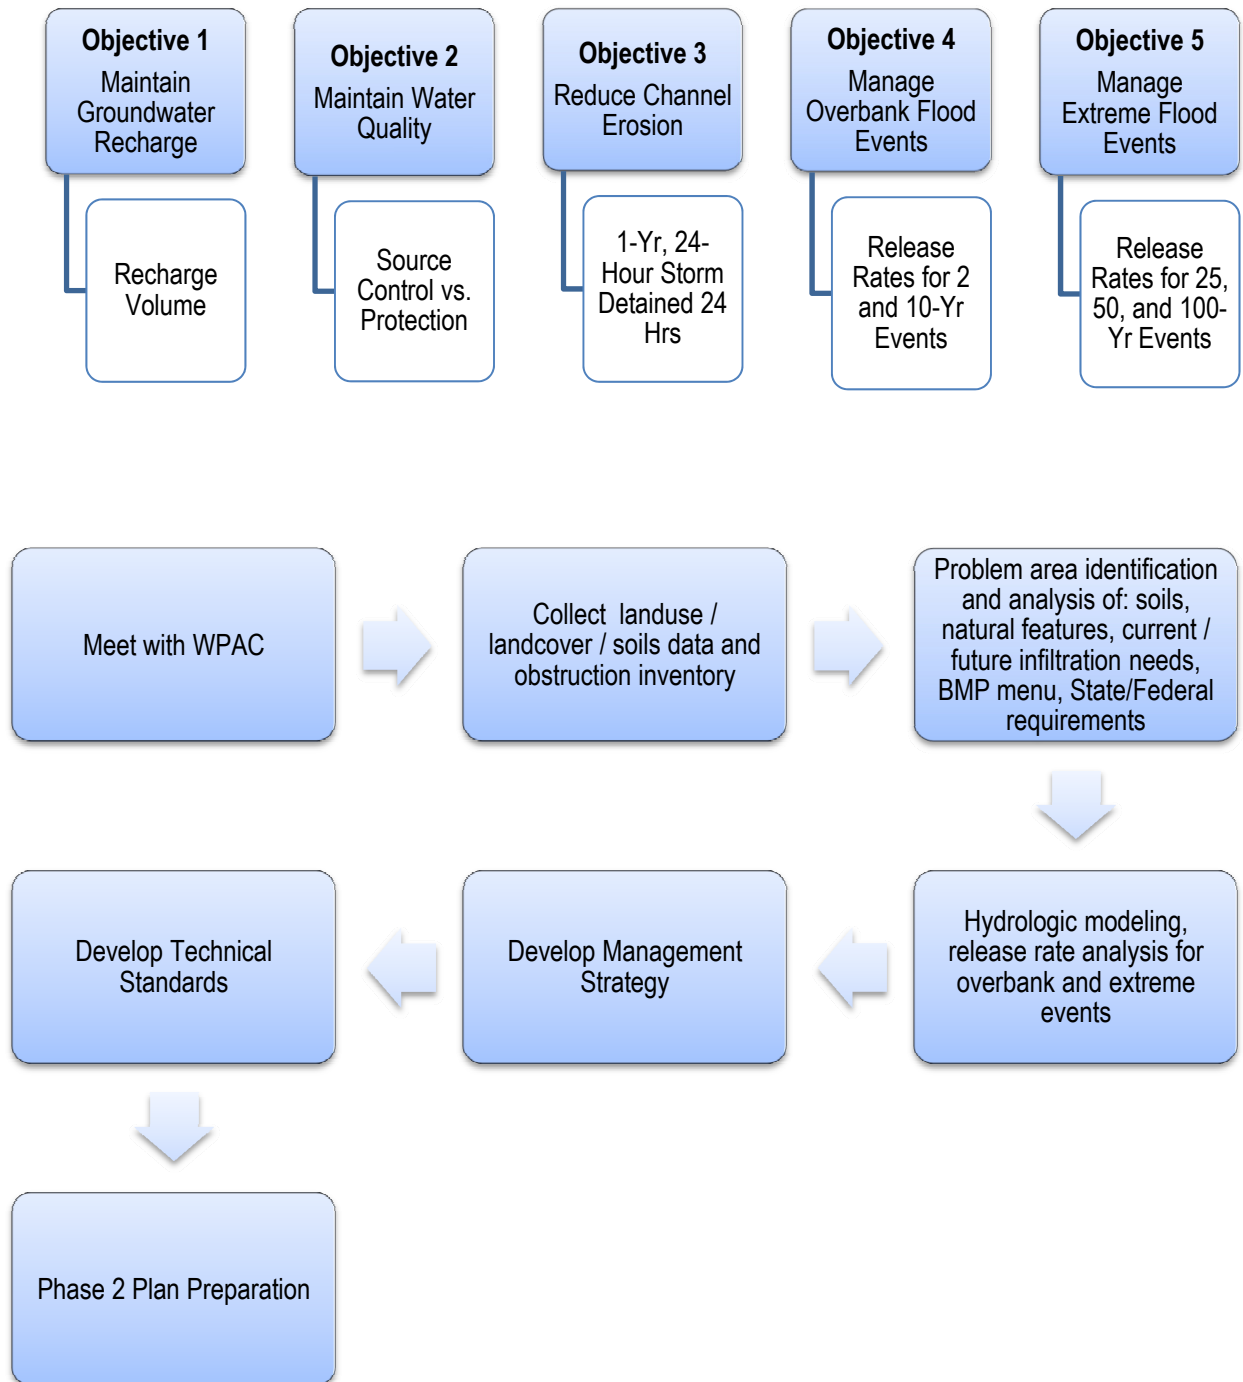 Objective 1
Maintain
Groundwater
Recharge
Recharge
Volume
Objective 2
Maintain Water
Quality
Source
Control vs.
Protection
Objective 3
Reduce Channel
Erosion
1-Yr, 24-
Hour Storm
Detained 24
Hrs
Objective 4
Manage
Overbank Flood
Events
Release
Rates for 2
and 10-Yr
Events
Objective 5
Manage
Extreme Flood
Events
Release
Rates for 25,
50, and 100-
Yr Events
Meet with WPAC
Collect landuse /
landcover / soils data and
obstruction inventory
Problem area identification
and analysis of: soils,
natural features, current /
future infiltration needs,
BMP menu, State/Federal
requirements
Hydrologic modeling,
release rate analysis for
overbank and extreme
events
Develop Management
Strategy
Develop Technical
Standards
Phase 2 Plan Preparation